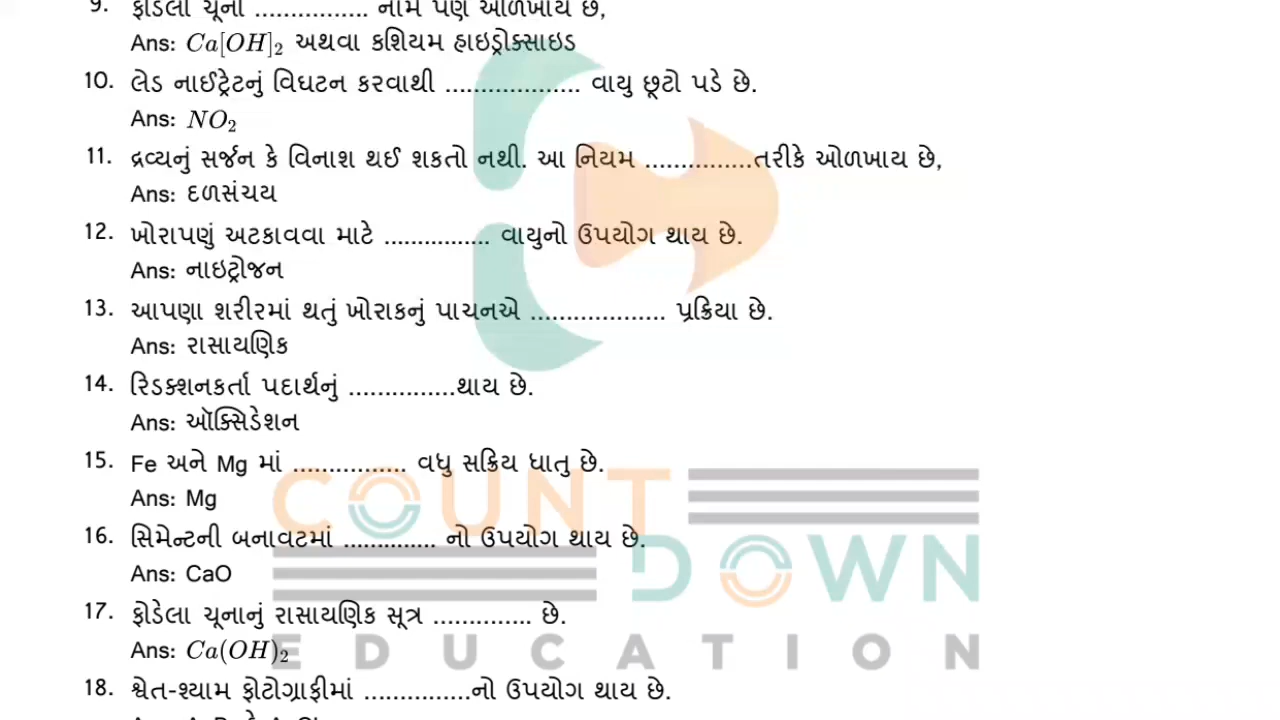 9. ફોડેલા ચૂના ................ નામે પણ ઓળખાય છે,
Ans: Ca[OH]₂ અથવા કશિયમ હાઇડ્રોક્સાઇડ
10. લેડ નાઈટ્રેટનું વિઘટન કરવાથી ................... વાયુ છૂટો પડે છે.
Ans: NO₂
11. દ્રવ્યનું સર્જન કે વિનાશ થઈ શકતો નથી. આ નિયમ ...............તરીકે ઓળખાય છે,
Ans: દળસંચય
12. ખોરાપણું અટકાવવા માટે ............... વાયુનો ઉપયોગ થાય છે.
Ans: નાઇટ્રોજન
13. આપણા શરીરમાં થતું ખોરાકનું પાચનએ ................... પ્રક્રિયા છે.
Ans: રાસાયણિક
14. રિડક્શનકર્તા પદાર્થનું ...............થાય છે.
Ans: ઑક્સિડેશન
15. Fe અને Mg માં ................ વધુ સક્રિય ધાતુ છે.
Ans: Mg
16. સિમેન્ટની બનાવટમાં ............. નો ઉપયોગ થાય છે.
Ans: CaO
17. ફોડેલા ચૂનાનું રાસાયણિક સૂત્ર .............. છે.
Ans: Ca(OH)₂
18. શ્વેત-શ્યામ ફોટોગ્રાફીમાં ...............નો ઉપયોગ થાય છે.
COUNT
DOWN
EDUCATION